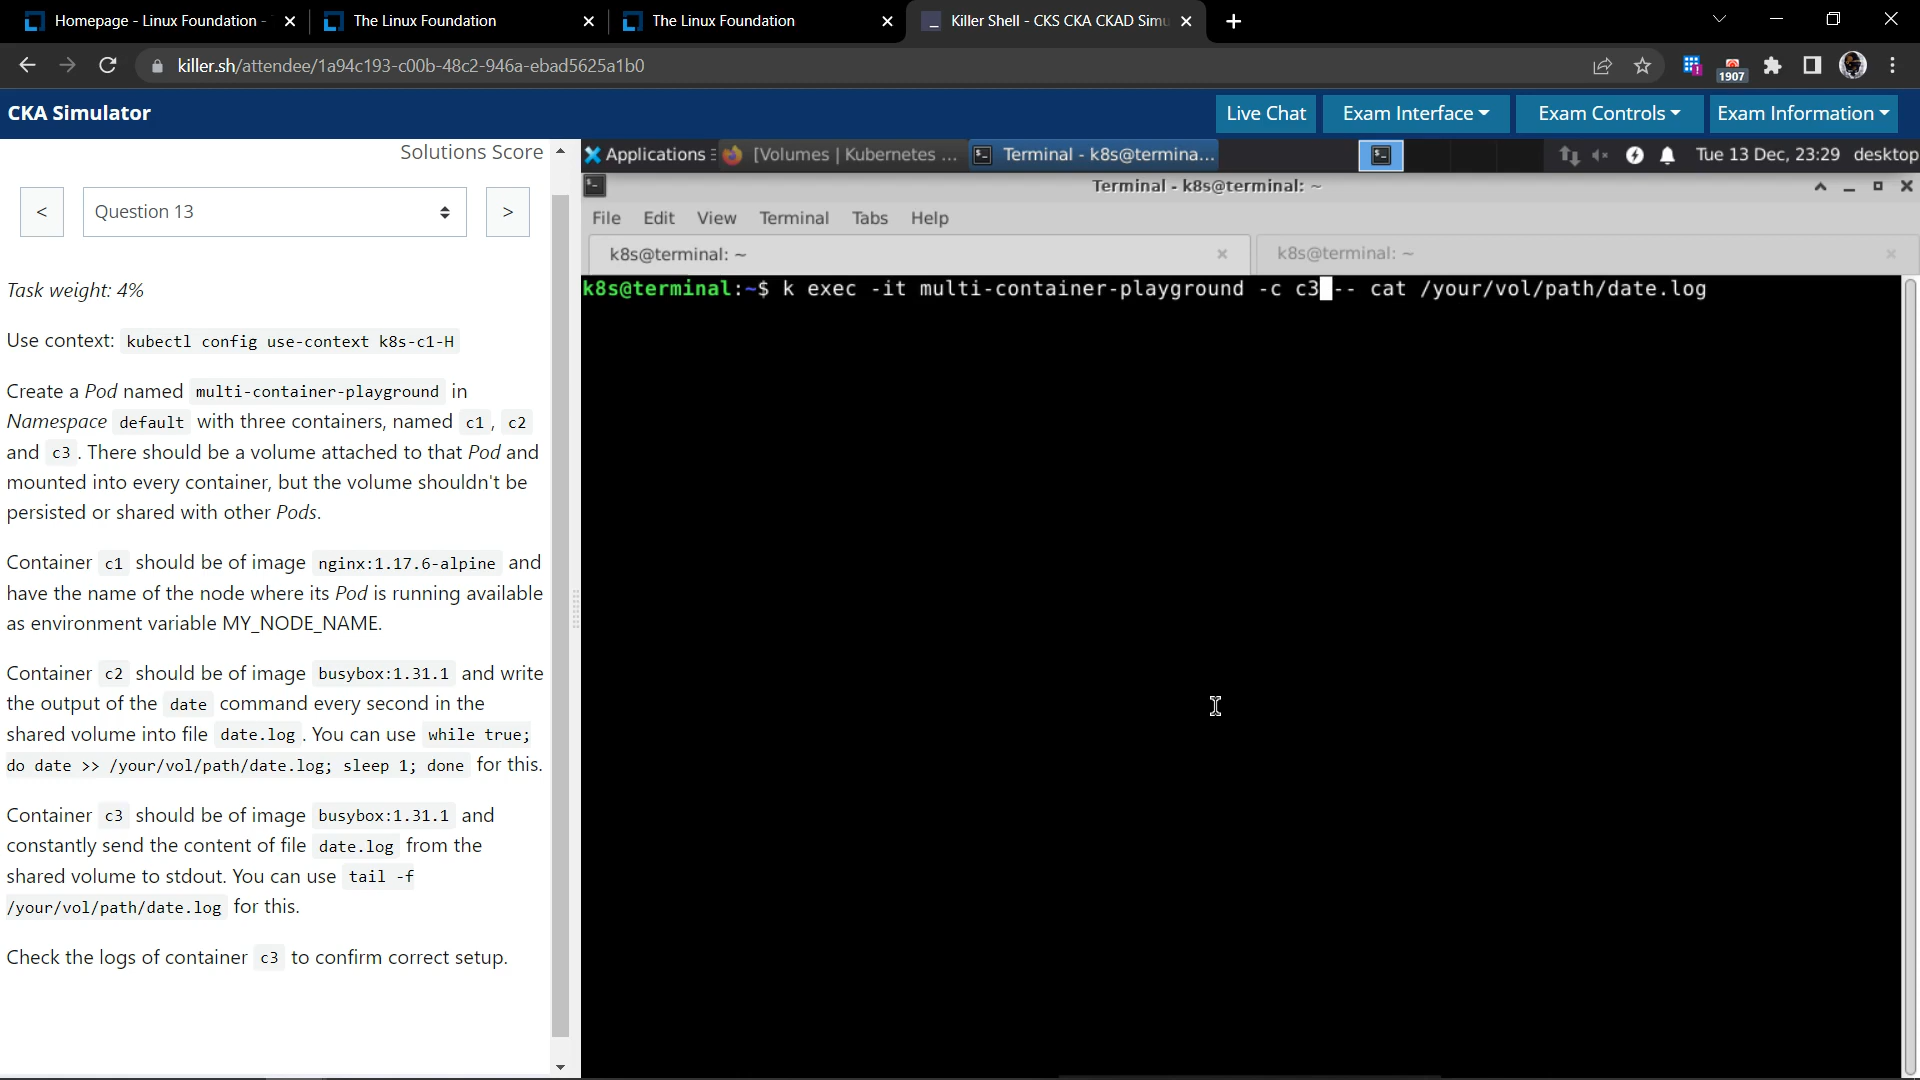 Homepage - Linux Foundation -
The Linux Foundation
The Linux Foundation
Killer Shell - CKS CKA CKAD Simu
killer.sh/attendee/1a94c193-c00b-48c2-946a-ebad5625a1b0
1907
CKA Simulator
Live Chat
Exam Interface
Exam Controls
Exam Information
Solutions Score
< Question 13 >
Task weight: 4%
Use context: kubectl config use-context k8s-c1-H
Create a Pod named multi-container-playground in
Namespace default with three containers, named c1 , c2
and c3 . There should be a volume attached to that Pod and
mounted into every container, but the volume shouldn't be
persisted or shared with other Pods.
Container c1 should be of image nginx:1.17.6-alpine and
have the name of the node where its Pod is running available
as environment variable MY_NODE_NAME.
Container c2 should be of image busybox:1.31.1 and write
the output of the date command every second in the
shared volume into file date.log . You can use while true;
do date >> /your/vol/path/date.log; sleep 1; done for this.
Container c3 should be of image busybox:1.31.1 and
constantly send the content of file date.log from the
shared volume to stdout. You can use tail -f
/your/vol/path/date.log for this.
Check the logs of container c3 to confirm correct setup.
Applications
[Volumes | Kubernetes ...
Terminal - k8s@termina...
Tue 13 Dec, 23:29 desktop
Terminal - k8s@terminal: ~
File Edit View Terminal Tabs Help
k8s@terminal: ~
k8s@terminal: ~
k8s@terminal:~$ k exec -it multi-container-playground -c c3 -- cat /your/vol/path/date.log